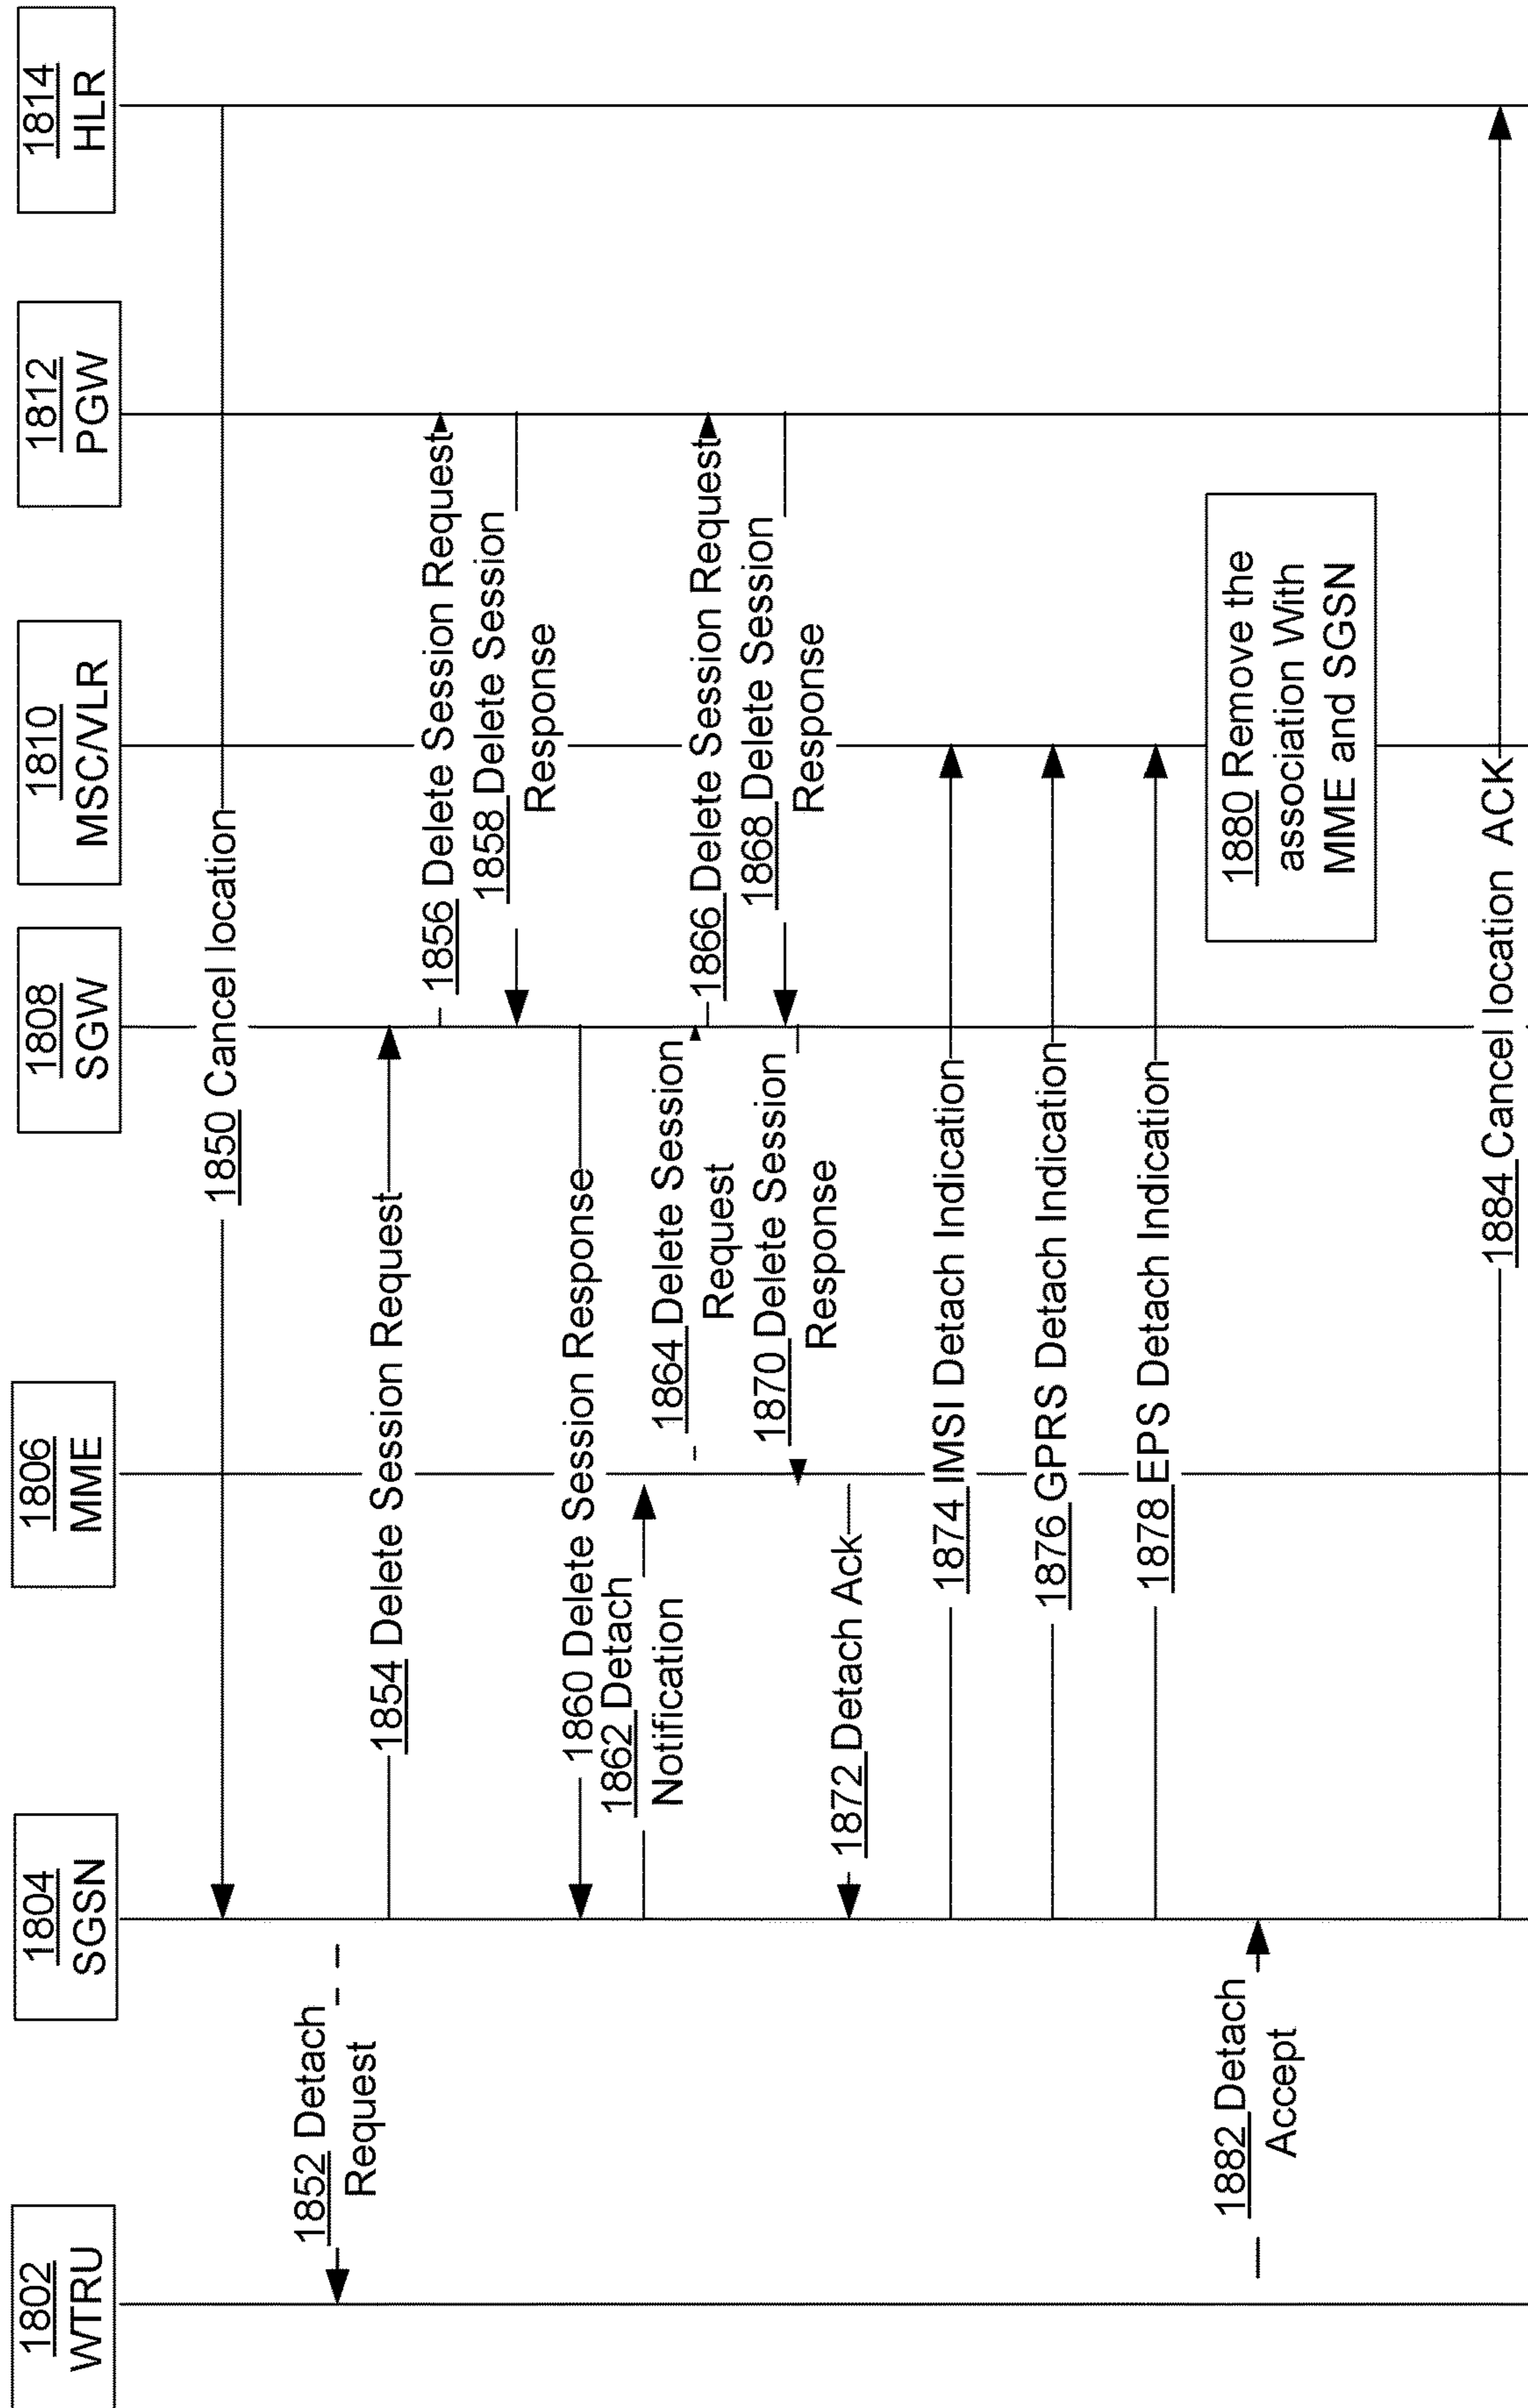 1802
WTRU
1804
SGSN
1806
MME
1808
SGW
1810
MSC/VLR
1812
PGW
1814
HLR
1850 Cancel location
1852 Detach
Request
1854 Delete Session Request
1856 Delete Session Request
1858 Delete Session
Response
1860 Delete Session Response
1862 Detach
Notification
1864 Delete Session
Request
1866 Delete Session Request
1868 Delete Session
Response
1870 Delete Session
Response
1872 Detach Ack
1874 IMSI Detach Indication
1876 GPRS Detach Indication
1878 EPS Detach Indication
1880 Remove the
association With
MME and SGSN
1882 Detach
Accept
1884 Cancel location ACK